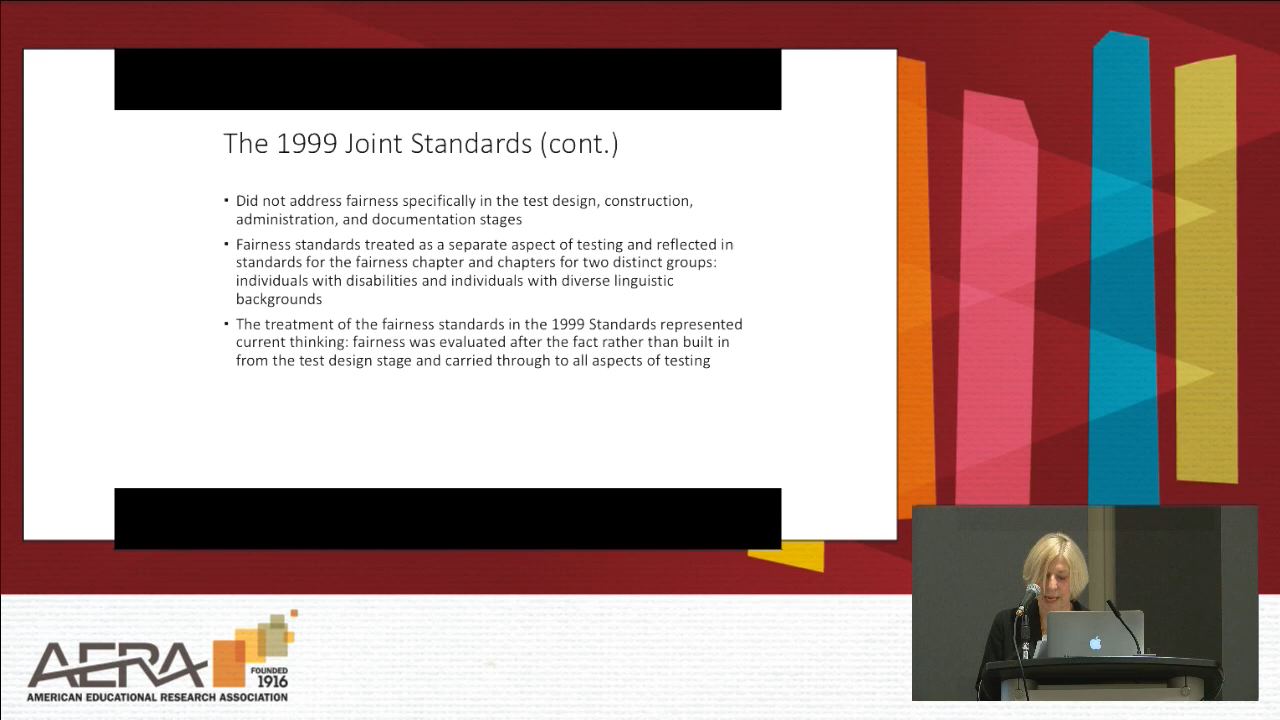 The 1999 Joint Standards (cont.)
▪ Did not address fairness specifically in the test design, construction,
administration, and documentation stages
▪ Fairness standards treated as a separate aspect of testing and reflected in
standards for the fairness chapter and chapters for two distinct groups:
individuals with disabilities and individuals with diverse linguistic
backgrounds
▪ The treatment of the fairness standards in the 1999 Standards represented
current thinking: fairness was evaluated after the fact rather than built in
from the test design stage and carried through to all aspects of testing
AERA
FOUNDED
1916
AMERICAN EDUCATIONAL RESEARCH ASSOCIATION